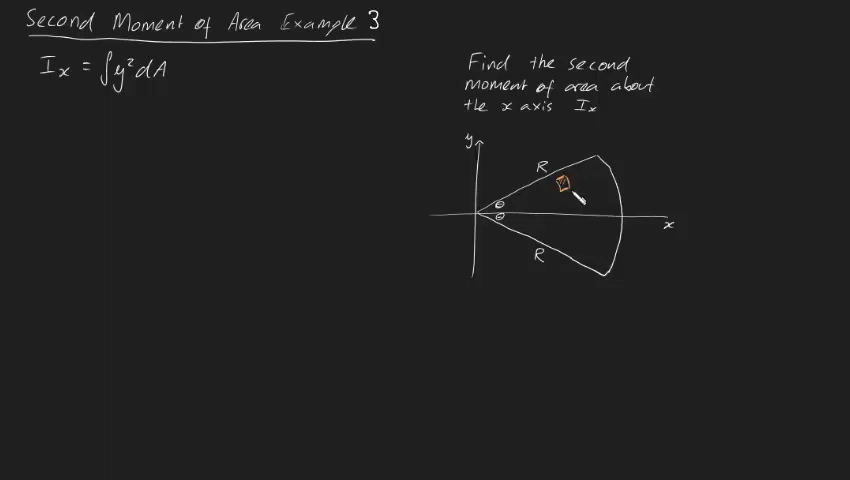 Second Moment of Area Example 3
Ix = ∫y²dA
Find the second
moment of area about
the x axis Ix
y
R
θ
θ
x
R